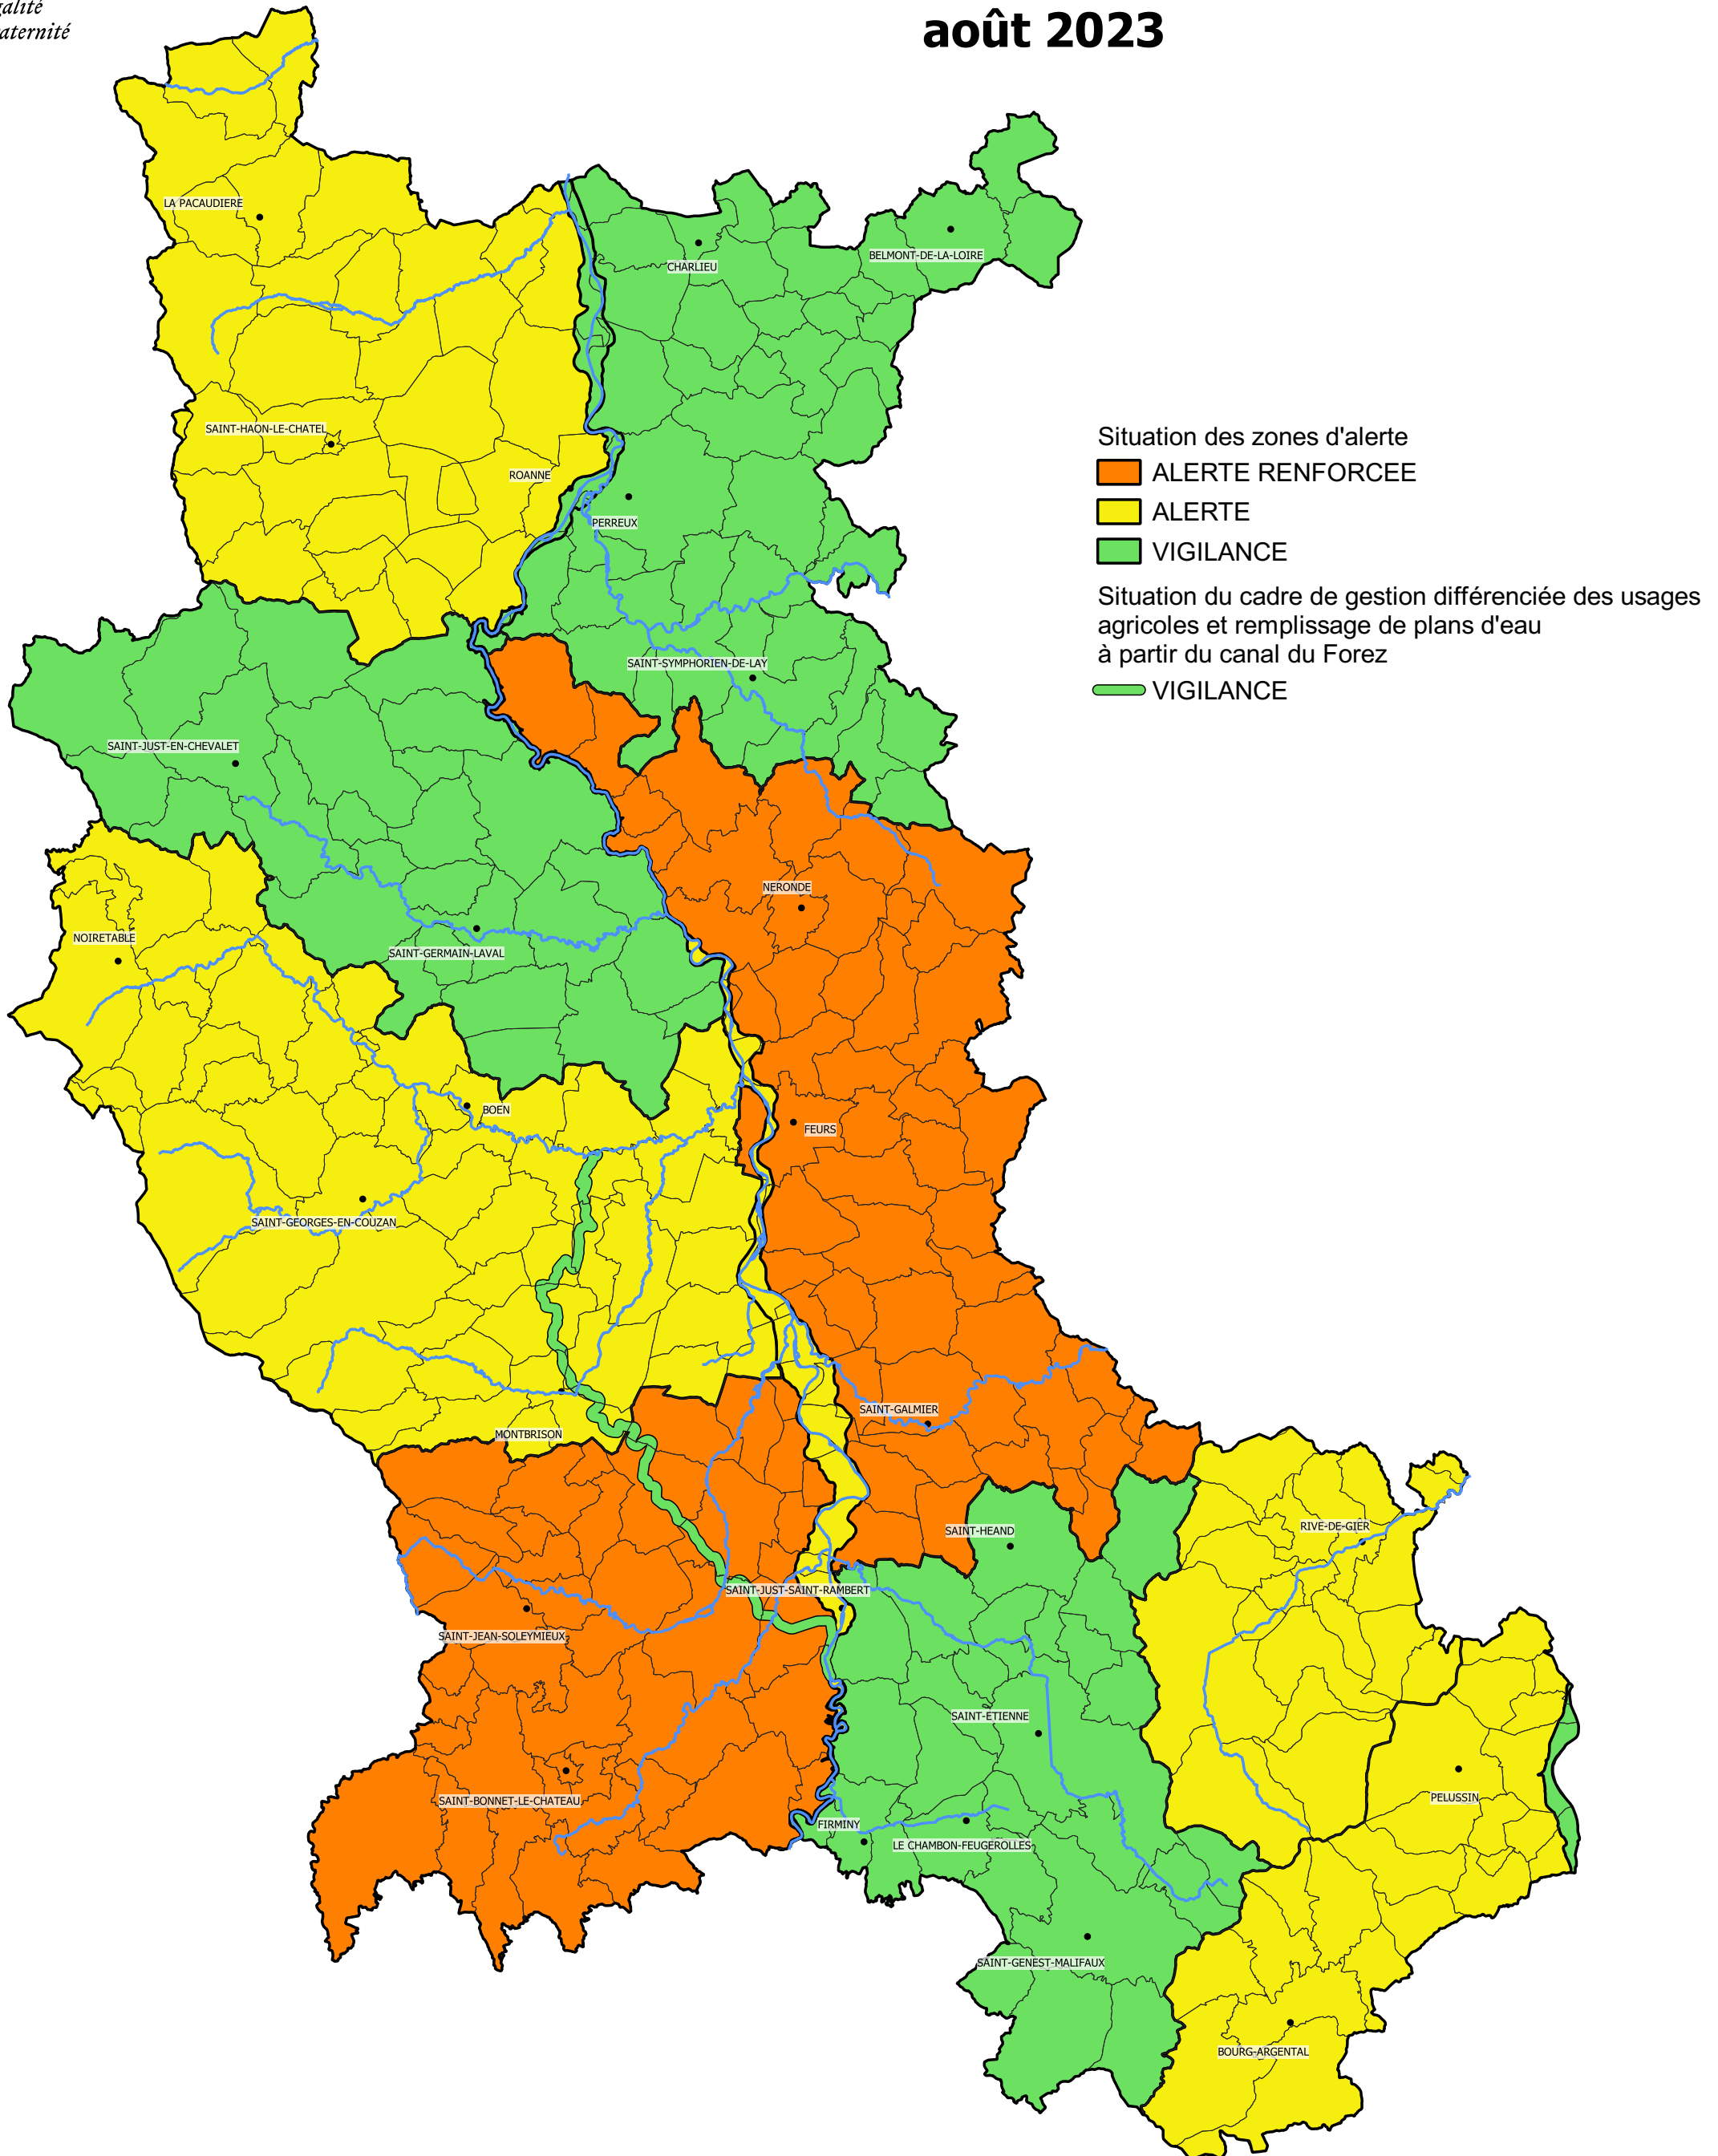 août 2023
LA PACAUDIERE
CHARLIEU
BELMONT-DE-LA-LOIRE
SAINT-HAON-LE-CHATEL
ROANNE
PERREUX
Situation des zones d'alerte
ALERTE RENFORCEE
ALERTE
VIGILANCE
Situation du cadre de gestion différenciée des usages
agricoles et remplissage de plans d'eau
à partir du canal du Forez
VIGILANCE
SAINT-SYMPHORIEN-DE-LAY
SAINT-JUST-EN-CHEVALET
NERONDE
NOIRETABLE
SAINT-GERMAIN-LAVAL
BOEN
FEURS
SAINT-GEORGES-EN-COUZAN
SAINT-GALMIER
MONTBRISON
SAINT-HEAND
RIVE-DE-GIER
SAINT-JUST-SAINT-RAMBERT
SAINT-JEAN-SOLEYMIEUX
SAINT-ETIENNE
SAINT-BONNET-LE-CHATEAU
PELUSSIN
FIRMINY
LE CHAMBON-FEUGEROLLES
SAINT-GENEST-MALIFAUX
BOURG-ARGENTAL